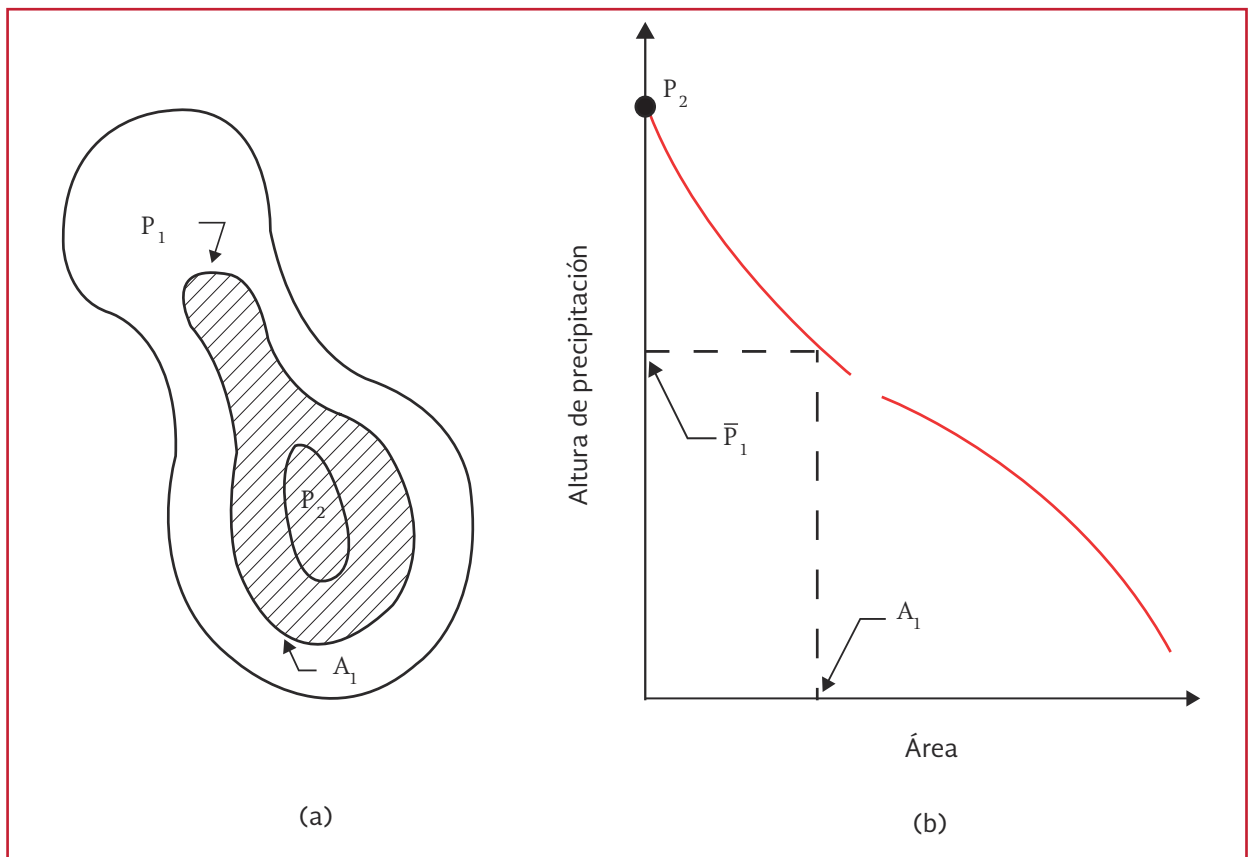 P₁
P₂
A₁
(a)
P₂
Altura de precipitación
P̅₁
A₁
Área
(b)